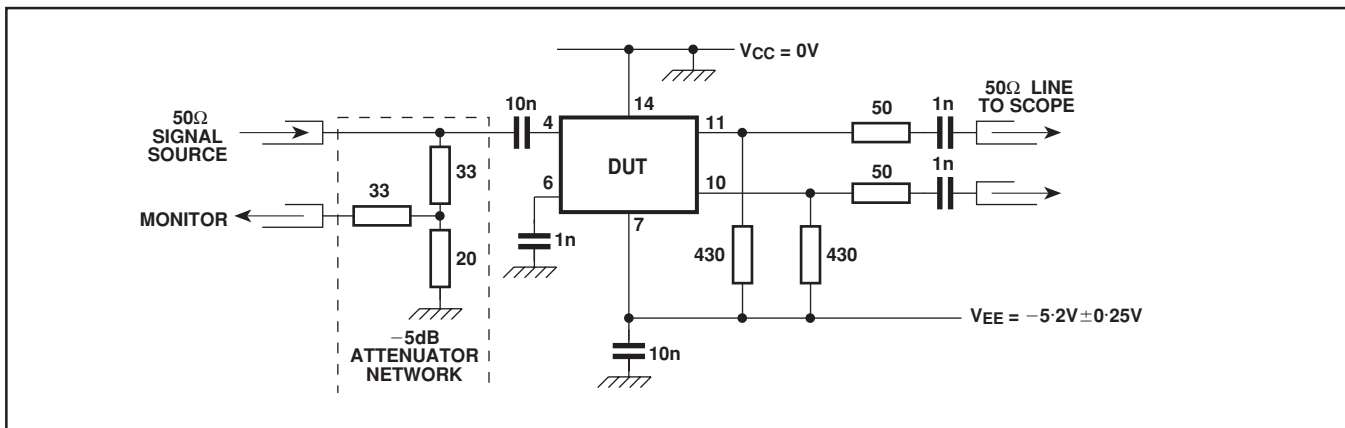 VCC = 0V
50Ω
SIGNAL
SOURCE
10n
14
4
11
50
1n
50Ω LINE
TO SCOPE
33
DUT
33
6
10
50
1n
MONITOR
7
1n
20
430
430
VEE = −5·2V±0·25V
10n
−5dB
ATTENUATOR
NETWORK